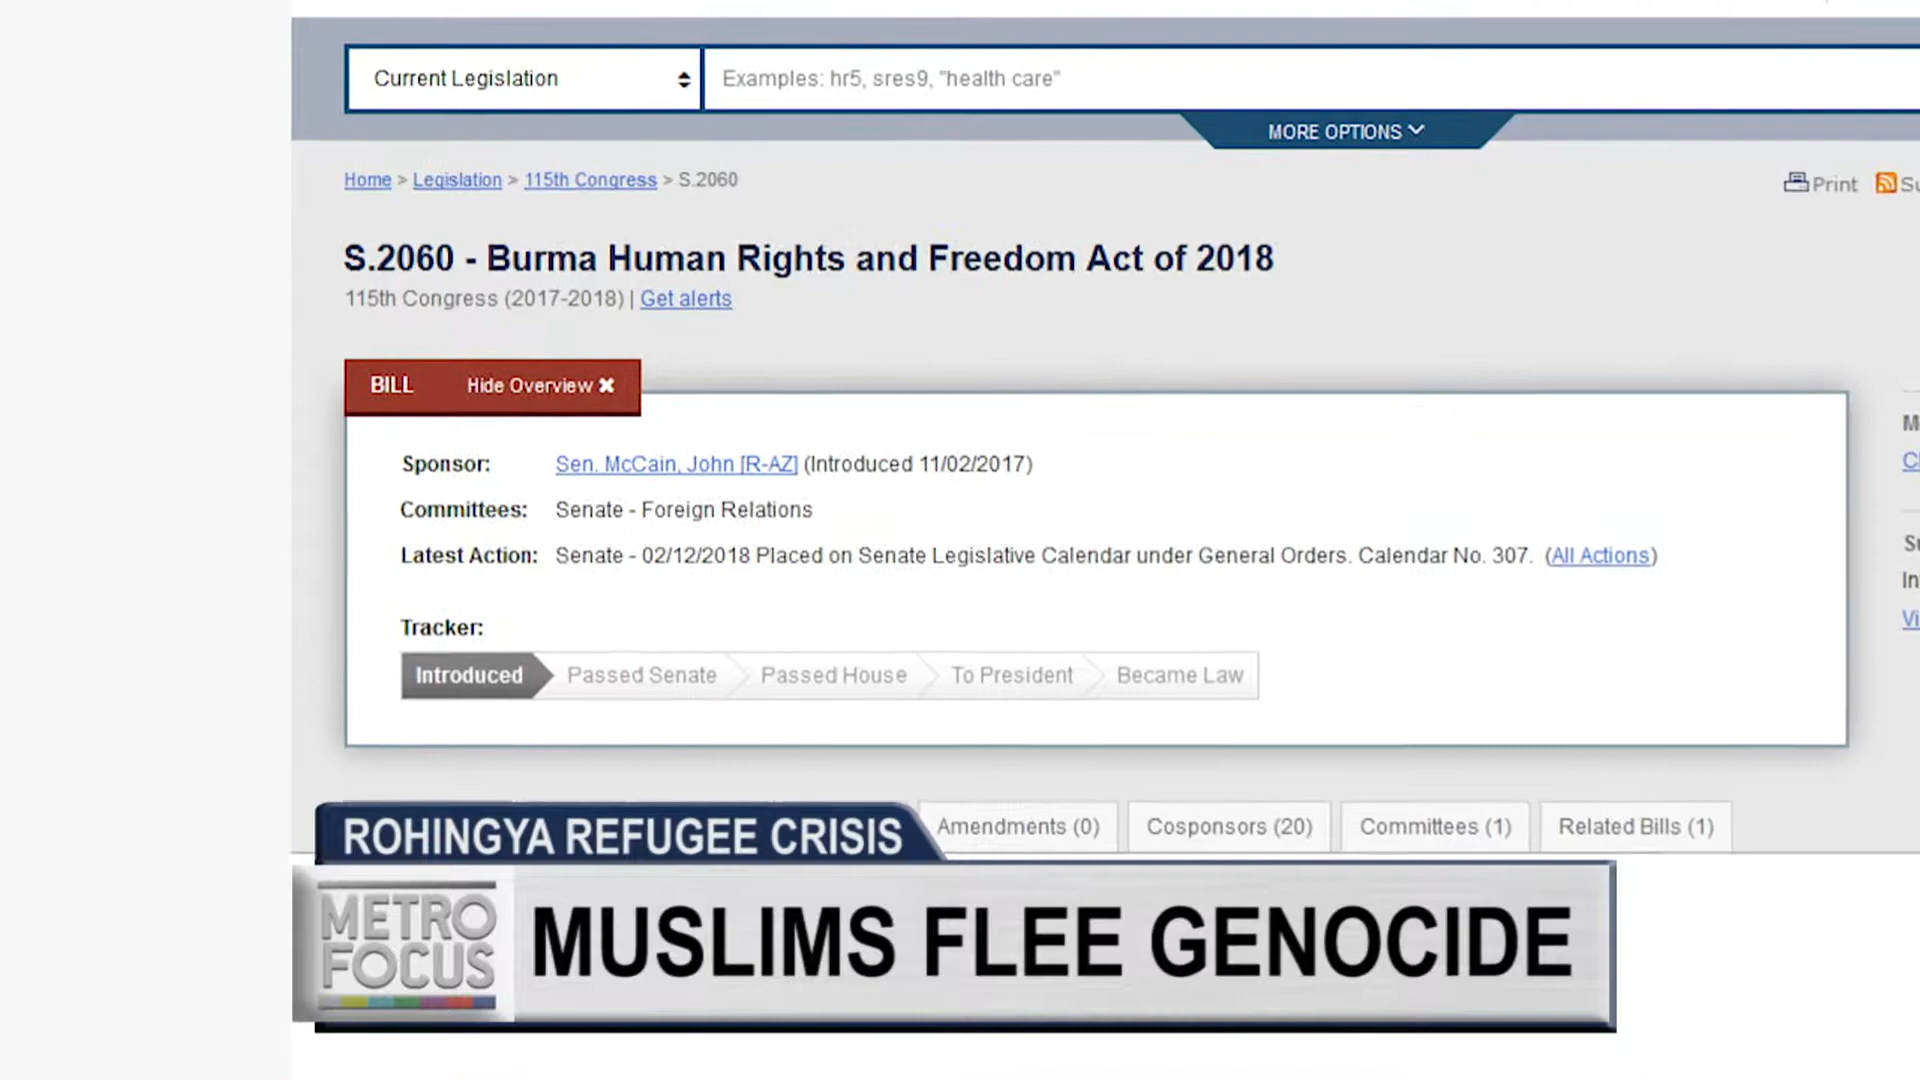 Current Legislation
Examples: hr5, sres9, "health care"
MORE OPTIONS
Home > Legislation > 115th Congress > S.2060
Print
S.2060 - Burma Human Rights and Freedom Act of 2018
115th Congress (2017-2018) | Get alerts
BILL Hide Overview
Sponsor: Sen. McCain, John [R-AZ] (Introduced 11/02/2017)
Committees: Senate - Foreign Relations
Latest Action: Senate - 02/12/2018 Placed on Senate Legislative Calendar under General Orders. Calendar No. 307. (All Actions)
Tracker:
Introduced Passed Senate Passed House To President Became Law
Amendments (0) Cosponsors (20) Committees (1) Related Bills (1)
ROHINGYA REFUGEE CRISIS
METRO
FOCUS
MUSLIMS FLEE GENOCIDE